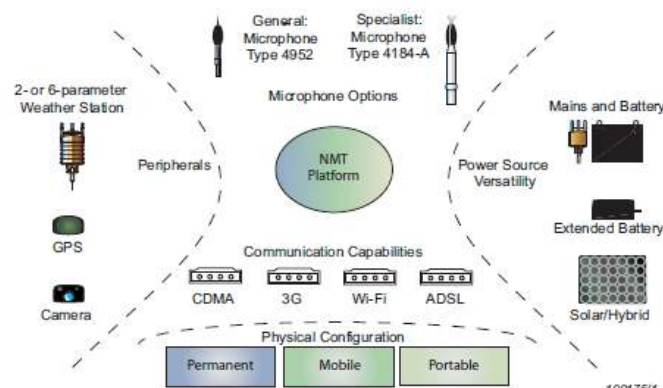 General:
Microphone
Type 4952
Specialist:
Microphone
Type 4184-A
Microphone Options
2- or 6-parameter
Weather Station
Peripherals
GPS
Camera
NMT
Platform
Power Source
Versatility
Mains and Battery
Extended Battery
Solar/Hybrid
Communication Capabilities
CDMA
3G
Wi-Fi
ADSL
Physical Configuration
Permanent
Mobile
Portable